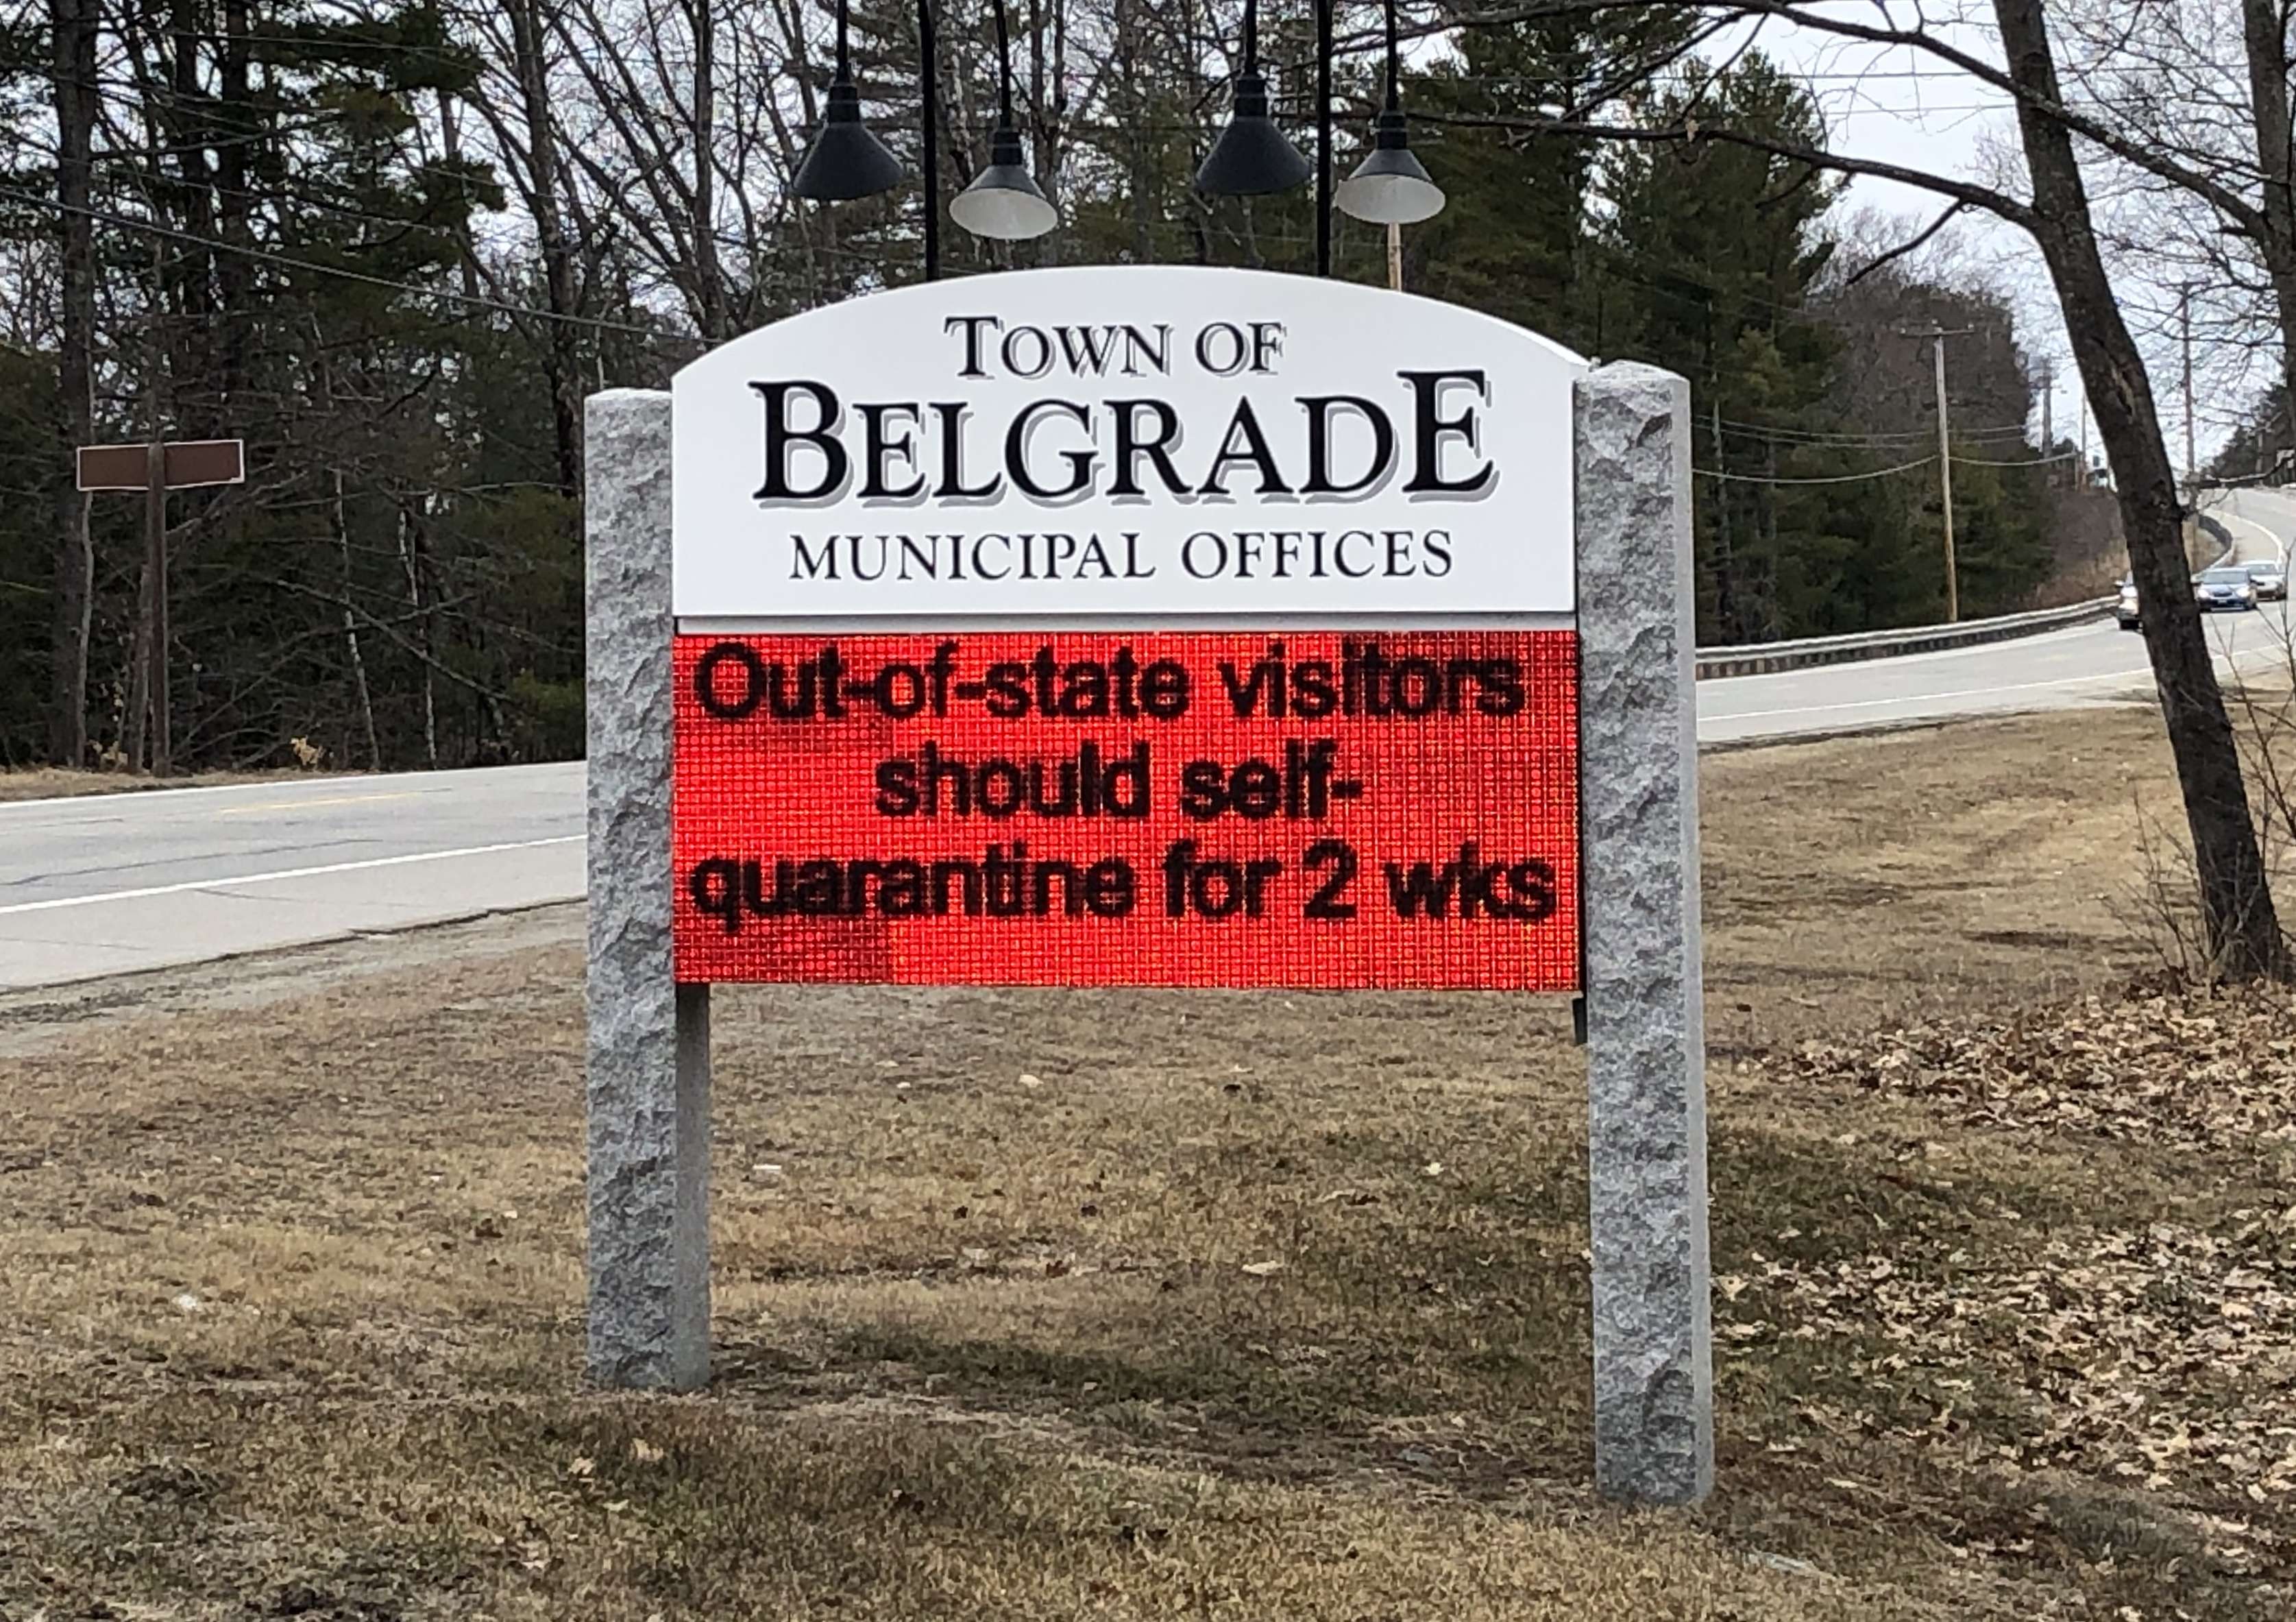 TOWN OF
BELGRADE
MUNICIPAL OFFICES
Out-of-state visitors
should self-
quarantine for 2 wks